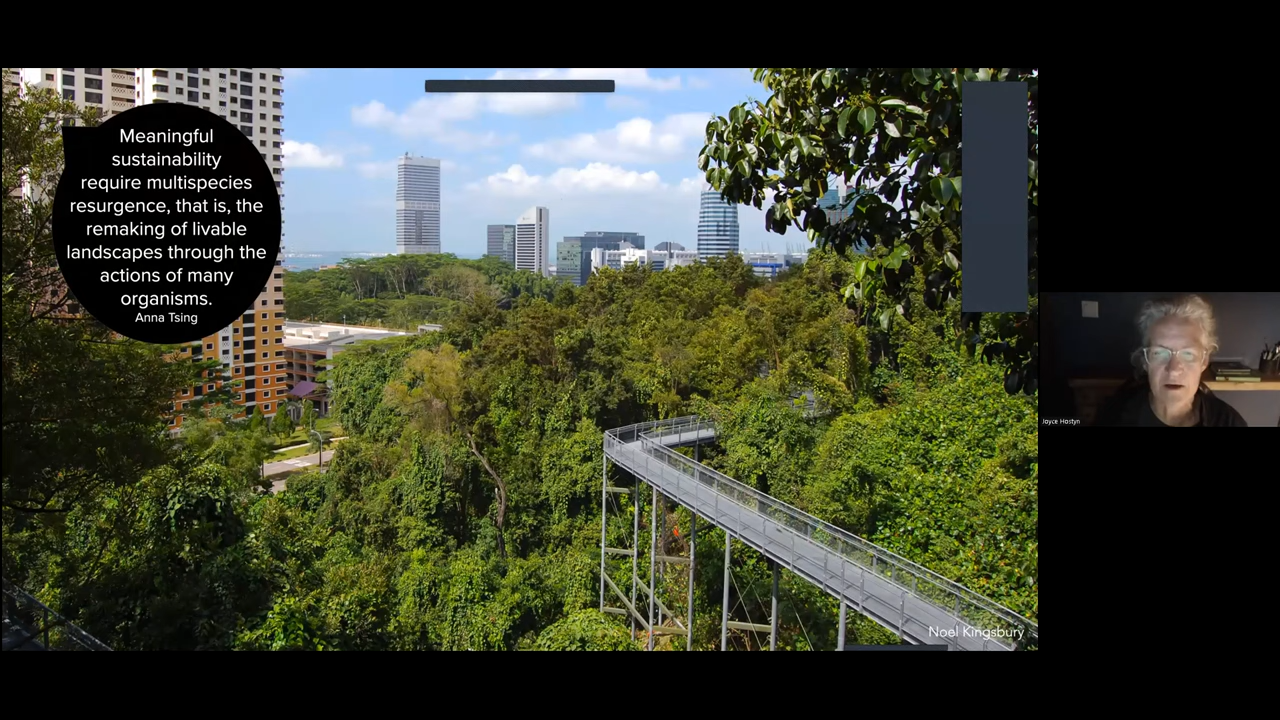 Meaningful
sustainability
require multispecies
resurgence, that is, the
remaking of livable
landscapes through the
actions of many
organisms.
Anna Tsing
Noel Kingsbury
Joyce Hostyn